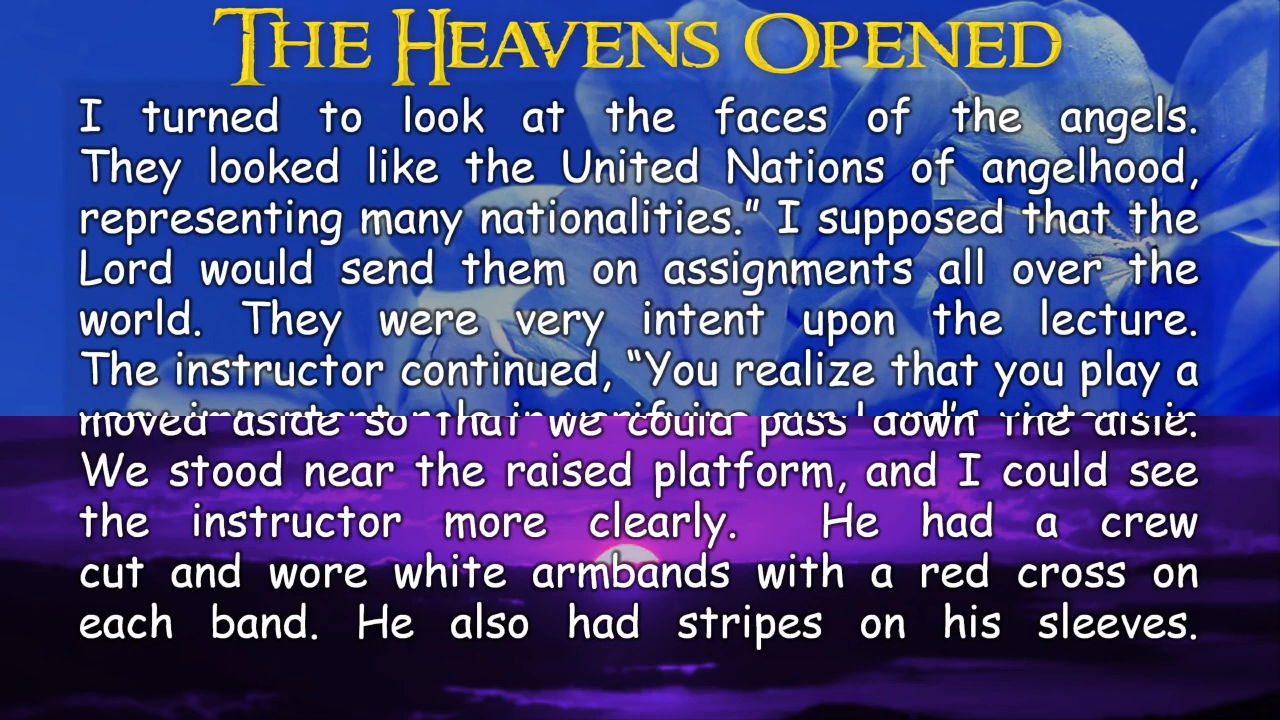 THE HEAVENS OPENED
I turned to look at the faces of the angels.
They looked like the United Nations of angelhood,
representing many nationalities.” I supposed that the
Lord would send them on assignments all over the
world. They were very intent upon the lecture.
The instructor continued, “You realize that you play a
moved aside so that we could pass down the aisle.
We stood near the raised platform, and I could see
the instructor more clearly. He had a crew
cut and wore white armbands with a red cross on
each band. He also had stripes on his sleeves.